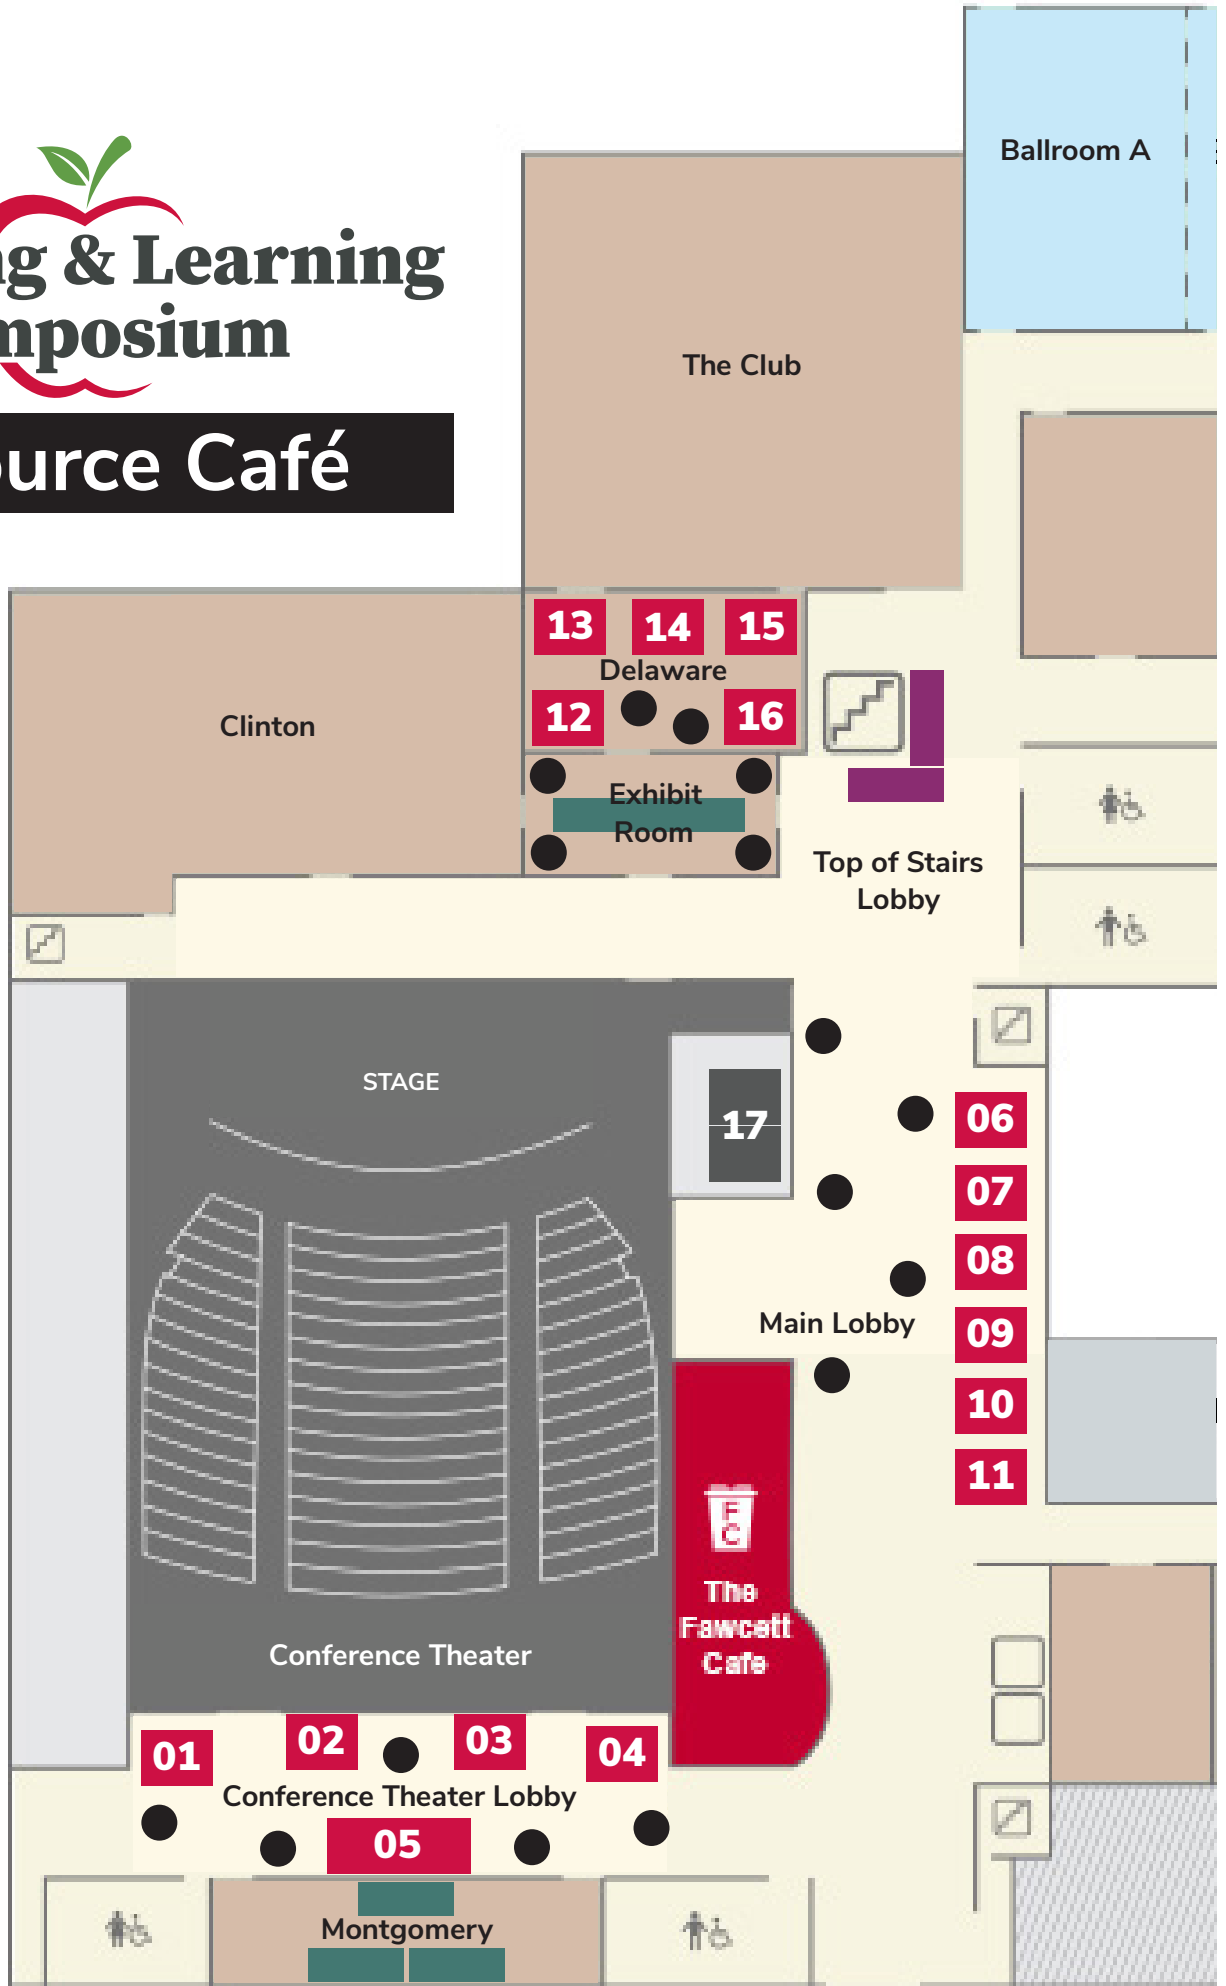 Ballroom A
& Learning
The Club
Café
13
14
15
Delaware
12
16
Clinton
Exhibit
Room
Top of Stairs
Lobby
STAGE
17
06
07
08
09
10
11
Main Lobby
F
C
The
Fawcett
Cafe
Conference Theater
01
02
03
04
Conference Theater Lobby
05
Montgomery